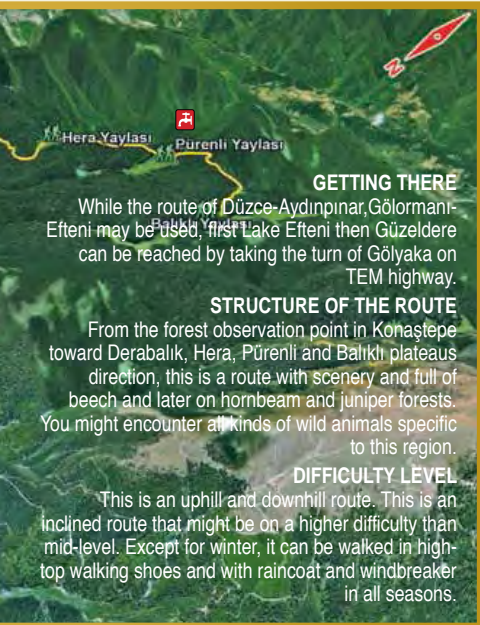 N
Hera Yaylası
Pürenli Yaylası
Balıklı Yaylası
GETTING THERE
While the route of Düzce-Aydınpınar,Gölormanı-
Efteni may be used, first Lake Efteni then Güzeldere
can be reached by taking the turn of Gölyaka on
TEM highway.
STRUCTURE OF THE ROUTE
From the forest observation point in Konaştepe
toward Derabalık, Hera, Pürenli and Balıklı plateaus
direction, this is a route with scenery and full of
beech and later on hornbeam and juniper forests.
You might encounter all kinds of wild animals specific
to this region.
DIFFICULTY LEVEL
This is an uphill and downhill route. This is an
inclined route that might be on a higher difficulty than
mid-level. Except for winter, it can be walked in high-
top walking shoes and with raincoat and windbreaker
in all seasons.